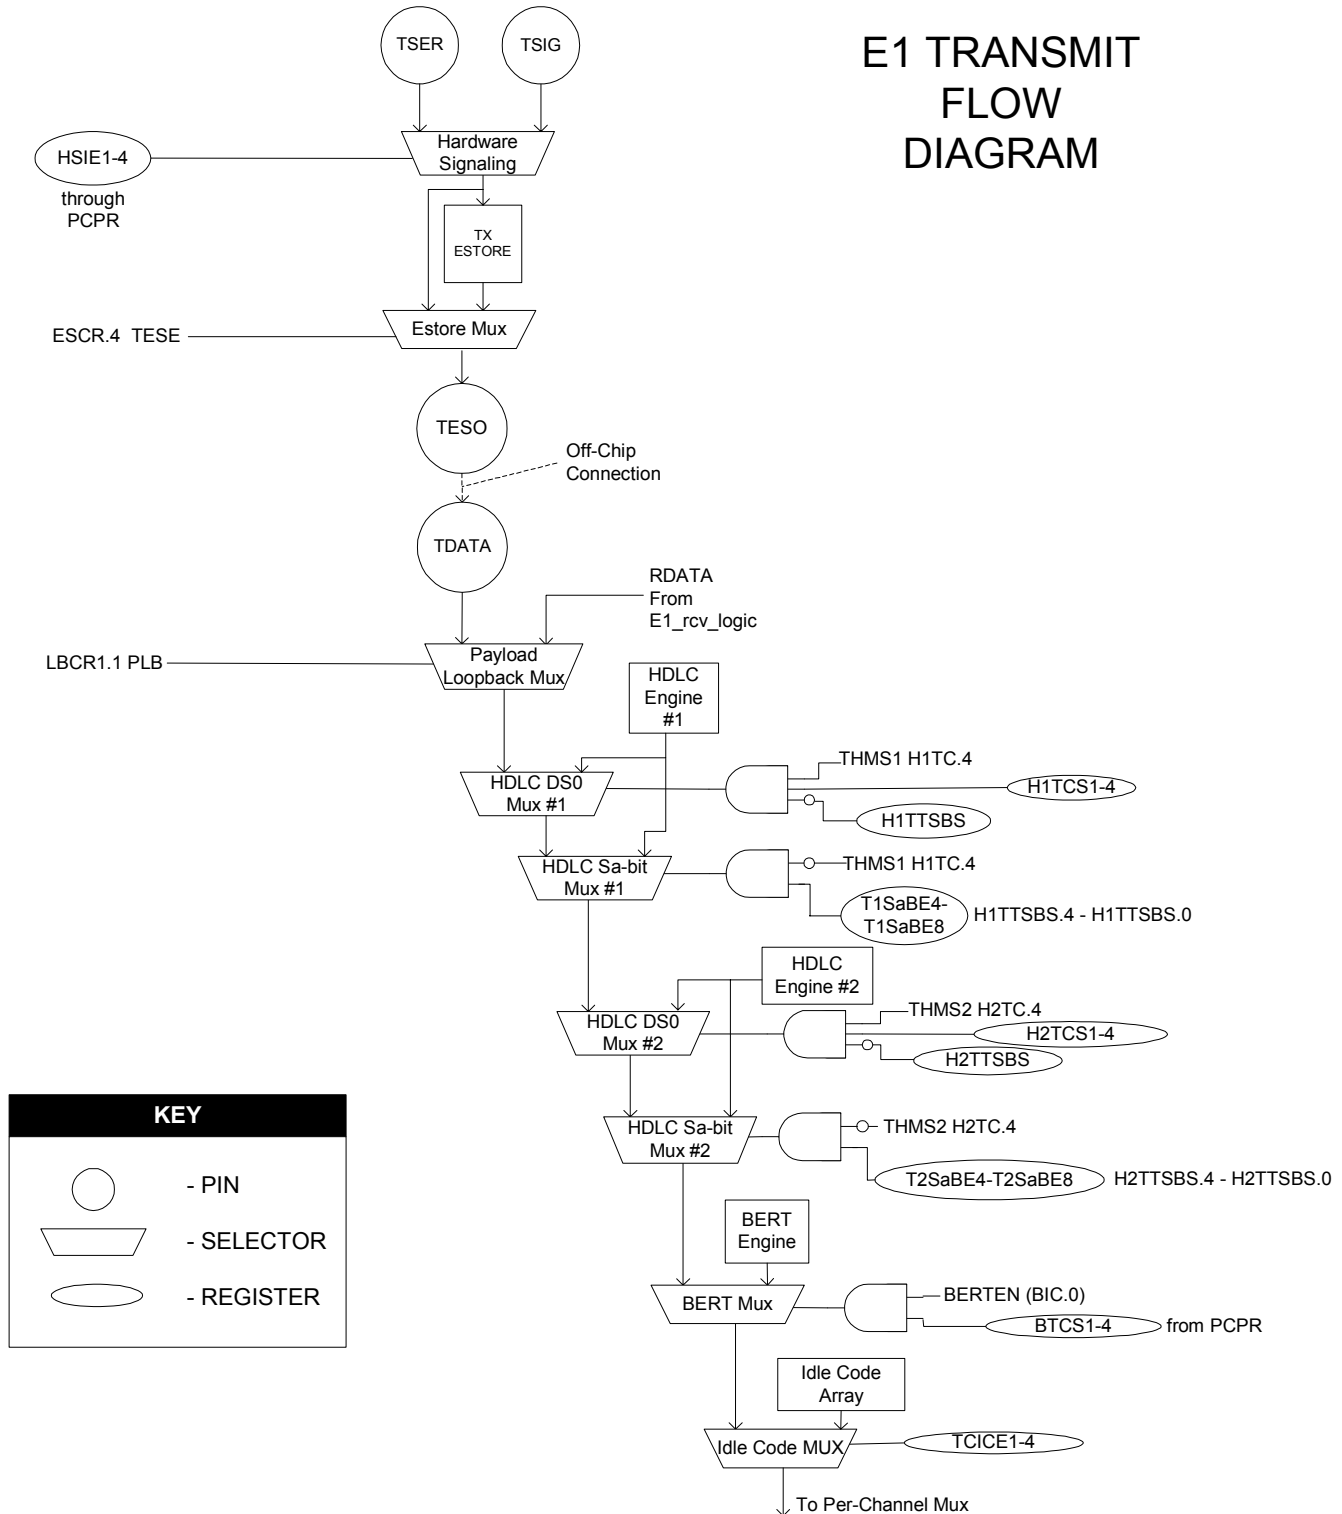 E1 TRANSMIT
FLOW
DIAGRAM
TSER
TSIG
Hardware
Signaling
HSIE1-4
through
PCPR
TX
ESTORE
Estore Mux
ESCR.4 TESE
TESO
Off-Chip
Connection
TDATA
RDATA
From
E1_rcv_logic
LBCR1.1 PLB
Payload
Loopback Mux
HDLC
Engine
#1
HDLC DS0
Mux #1
THMS1 H1TC.4
H1TCS1-4
H1TTSBS
HDLC Sa-bit
Mux #1
THMS1 H1TC.4
T1SaBE4-
T1SaBE8
H1TTSBS.4 - H1TTSBS.0
HDLC
Engine #2
HDLC DS0
Mux #2
THMS2 H2TC.4
H2TCS1-4
H2TTSBS
HDLC Sa-bit
Mux #2
THMS2 H2TC.4
T2SaBE4-T2SaBE8
H2TTSBS.4 - H2TTSBS.0
KEY
- PIN
- SELECTOR
- REGISTER
BERT
Engine
BERT Mux
BERTEN (BIC.0)
BTCS1-4
from PCPR
Idle Code
Array
Idle Code MUX
TCICE1-4
To Per-Channel Mux